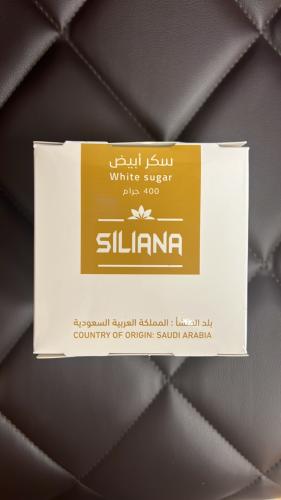 سكر أبيض
White sugar
400 جرام
SILIANA
بلد المنشأ : المملكة العربية السعودية
COUNTRY OF ORIGIN: SAUDI ARABIA